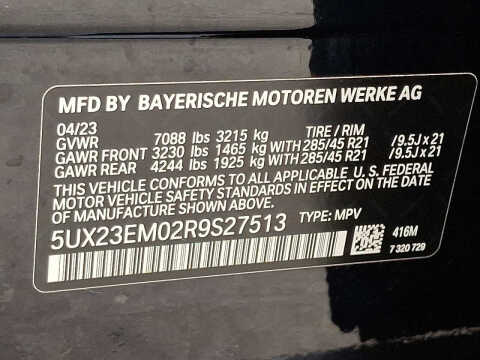 MFD BY BAYERISCHE MOTOREN WERKE AG
04/23
GVWR 7088 lbs 3215 kg TIRE / RIM
GAWR FRONT 3230 lbs 1465 kg WITH 285/45 R21 /9.5J x 21
GAWR REAR 4244 lbs 1925 kg WITH 285/45 R21 /9.5J x 21
THIS VEHICLE CONFORMS TO ALL APPLICABLE U.S. FEDERAL
MOTOR VEHICLE SAFETY STANDARDS IN EFFECT ON THE
DATE OF MANUFACTURE SHOWN ABOVE.
5UX23EM02R9S27513 TYPE: MPV
416M
7 320 729